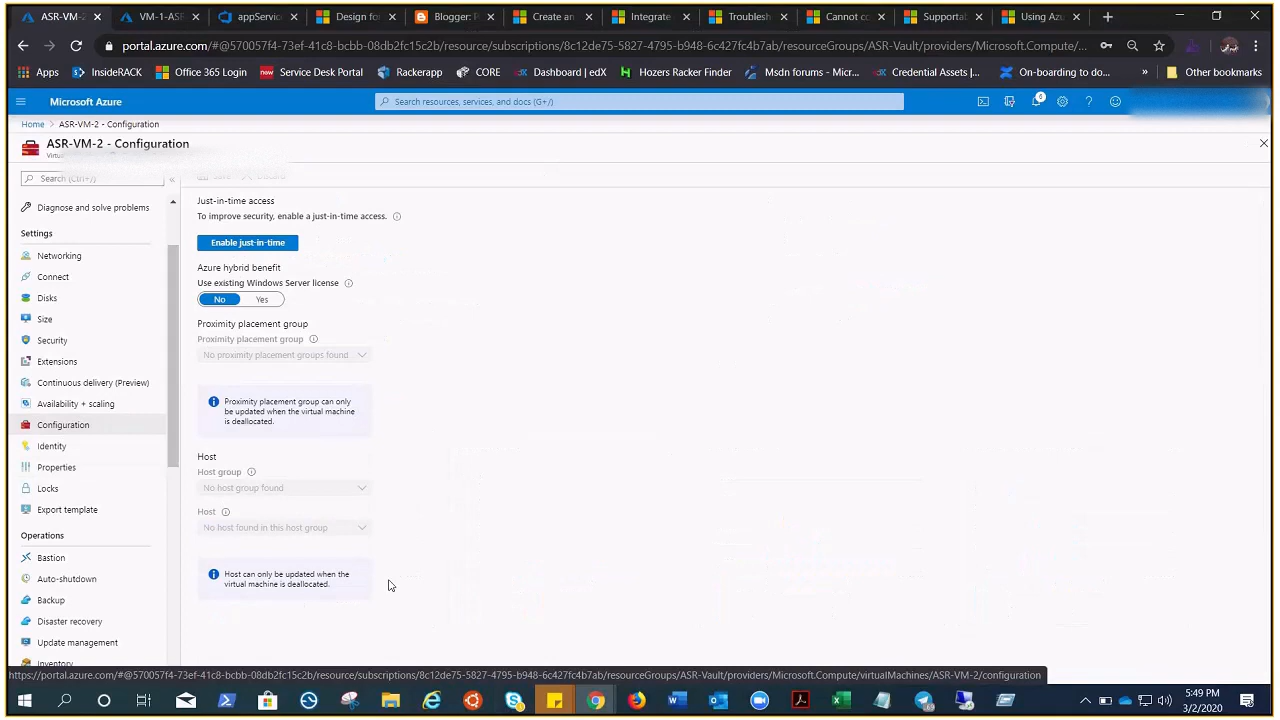 ASR-VM-2
VM-1-ASR
appService
Design for
Blogger: P
Create an
Integrate
Troublesh
Cannot co
Supportab
Using Azu
portal.azure.com/#@570057f4-73ef-41c8-bcbb-08db2fc15c2b/resource/subscriptions/8c12de75-5827-4795-b948-6c427fc47b7ab/resourceGroups/ASR-Vault/providers/Microsoft.Compute/...
Apps
InsideRACK
Office 365 Login
now
Service Desk Portal
Rackerapp
CORE
Dashboard | edX
Hozers Racker Finder
Msdn forums - Micr...
Credential Assets |...
On-boarding to do...
»
Other bookmarks
Microsoft Azure
Search resources, services, and docs (G+/)
6
Home > ASR-VM-2 - Configuration
ASR-VM-2 - Configuration
Search (Ctrl+/)
«
Diagnose and solve problems
Settings
Networking
Connect
Disks
Size
Security
Extensions
Continuous delivery (Preview)
Availability + scaling
Configuration
Identity
Properties
Locks
Export template
Operations
Bastion
Auto-shutdown
Backup
Disaster recovery
Update management
Inventory
Just-in-time access
To improve security, enable a just-in-time access.
Enable just-in-time
Azure hybrid benefit
Use existing Windows Server license
No Yes
Proximity placement group
Proximity placement group
No proximity placement groups found
Proximity placement group can only
be updated when the virtual machine
is deallocated.
Host
Host group
No host group found
Host
No host found in this host group
Host can only be updated when the
virtual machine is deallocated.
https://portal.azure.com/#@570057f4-73ef-41c8-bcbb-08db2fc15c2b/resource/subscriptions/8c12de75-5827-4795-b948-6c427fc47b7ab/resourceGroups/ASR-Vault/providers/Microsoft.Compute/virtualMachines/ASR-VM-2/configuration
5:49 PM
3/2/2020